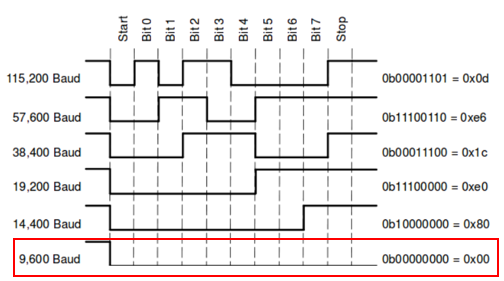 Start Bit 0 Bit 1 Bit 2 Bit 3 Bit 4 Bit 5 Bit 6 Bit 7 Stop
115,200 Baud 0b00001101 = 0x0d
57,600 Baud 0b11100110 = 0xe6
38,400 Baud 0b00011100 = 0x1c
19,200 Baud 0b11100000 = 0xe0
14,400 Baud 0b10000000 = 0x80
9,600 Baud 0b00000000 = 0x00